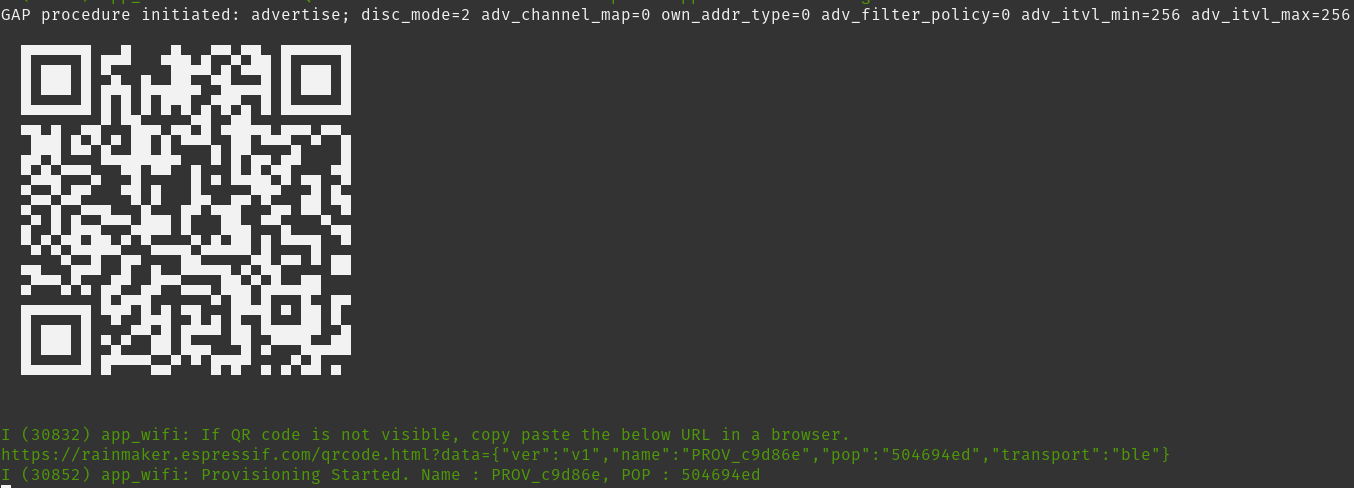 GAP procedure initiated: advertise; disc_mode=2 adv_channel_map=0 own_addr_type=0 adv_filter_policy=0 adv_itvl_min=256 adv_itvl_max=256
I (30832) app_wifi: If QR code is not visible, copy paste the below URL in a browser.
https://rainmaker.espressif.com/qrcode.html?data={"ver":"v1","name":"PROV_c9d86e","pop":"504694ed","transport":"ble"}
I (30852) app_wifi: Provisioning Started. Name : PROV_c9d86e, POP : 504694ed